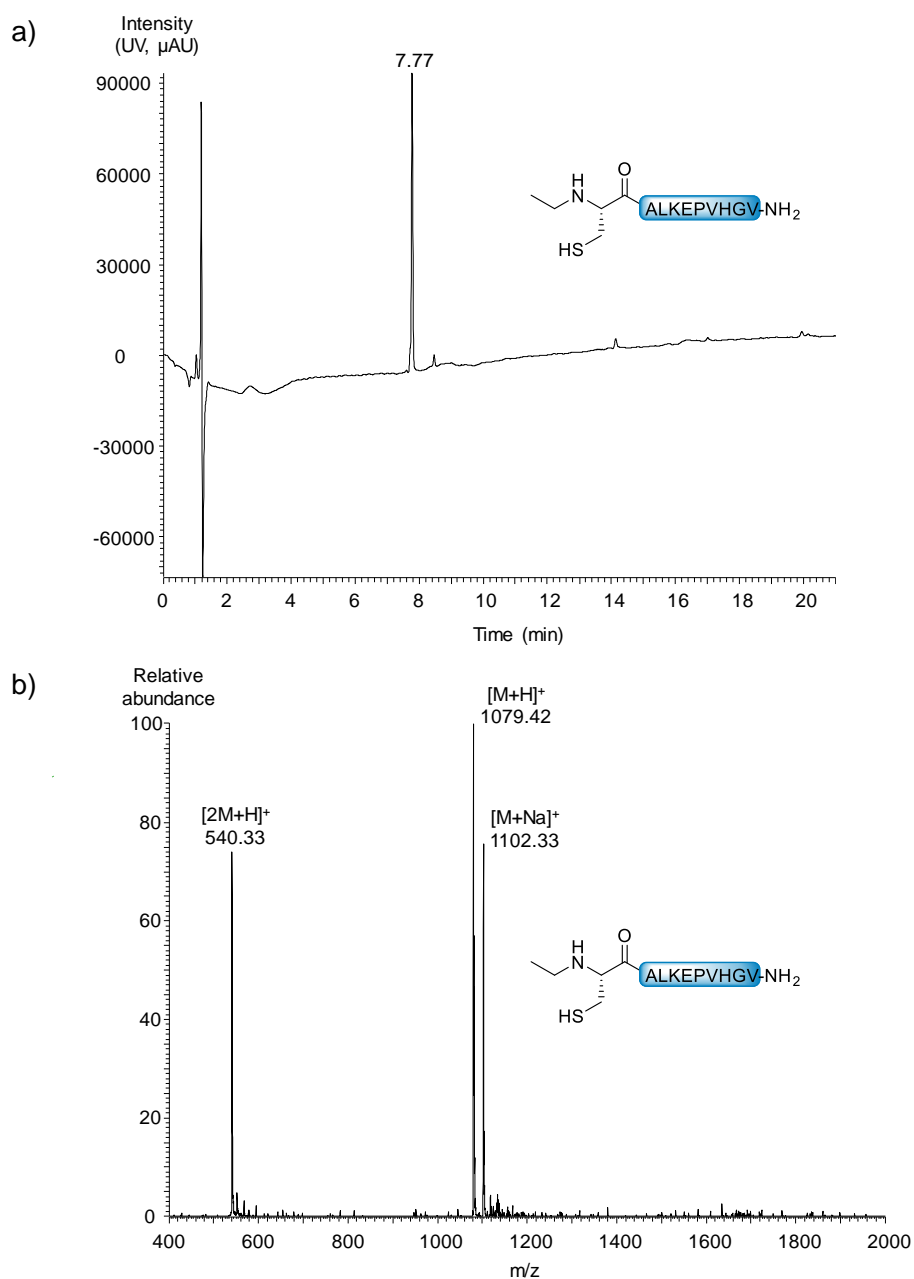 a)
Intensity
(UV, µAU)
7.77
90000
60000
30000
0
-30000
-60000
H
N
O
HS
ALKEPVHGV-NH₂
0 2 4 6 8 10 12 14 16 18 20
Time (min)
b)
Relative
abundance
[M+H]⁺
1079.42
100
[2M+H]⁺
540.33
[M+Na]⁺
1102.33
80
60
40
20
0
H
N
O
HS
ALKEPVHGV-NH₂
400 600 800 1000 1200 1400 1600 1800 2000
m/z